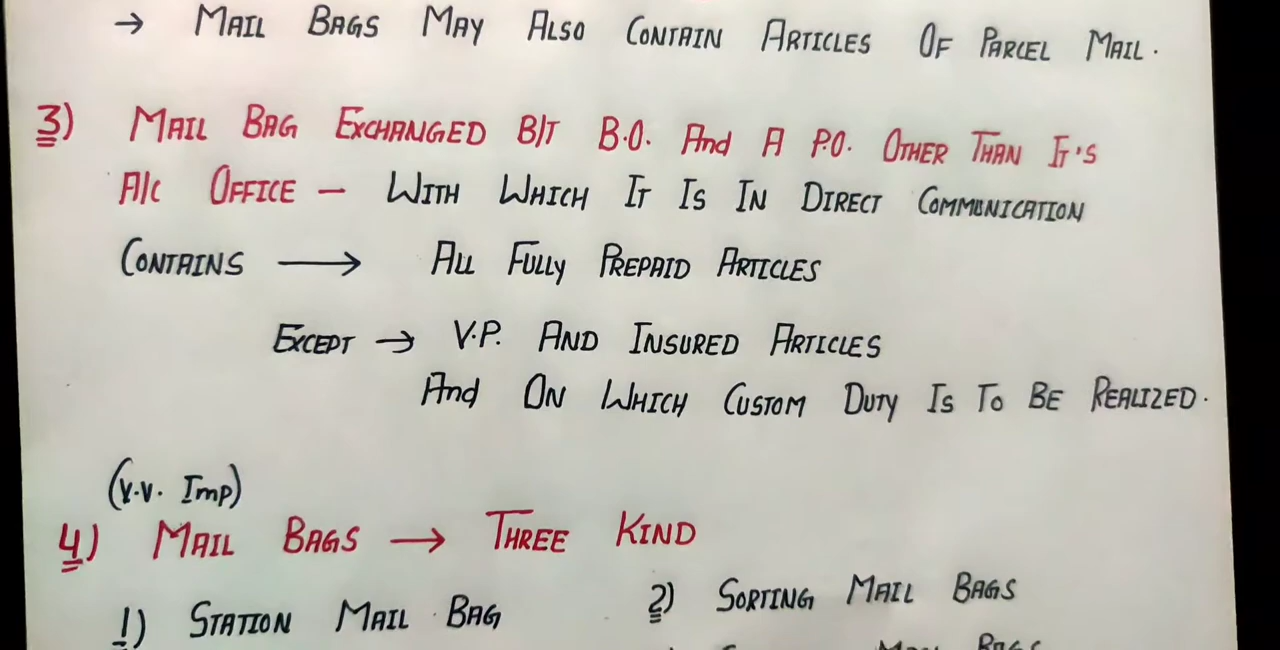 → MAIL BAGS MAY ALSO CONTAIN ARTICLES OF PARCEL MAIL.
3) MAIL BAG EXCHANGED B/T B.O. And A P.O. OTHER THAN IT'S
A/C OFFICE – WITH WHICH IT IS IN DIRECT COMMUNICATION
CONTAINS → ALL FULLY PREPAID ARTICLES
EXCEPT → V.P. AND INSURED ARTICLES
And ON WHICH CUSTOM DUTY IS TO BE REALIZED.
(V.V. Imp)
4) MAIL BAGS → THREE KIND
1) STATION MAIL BAG 2) SORTING MAIL BAGS
BAGS